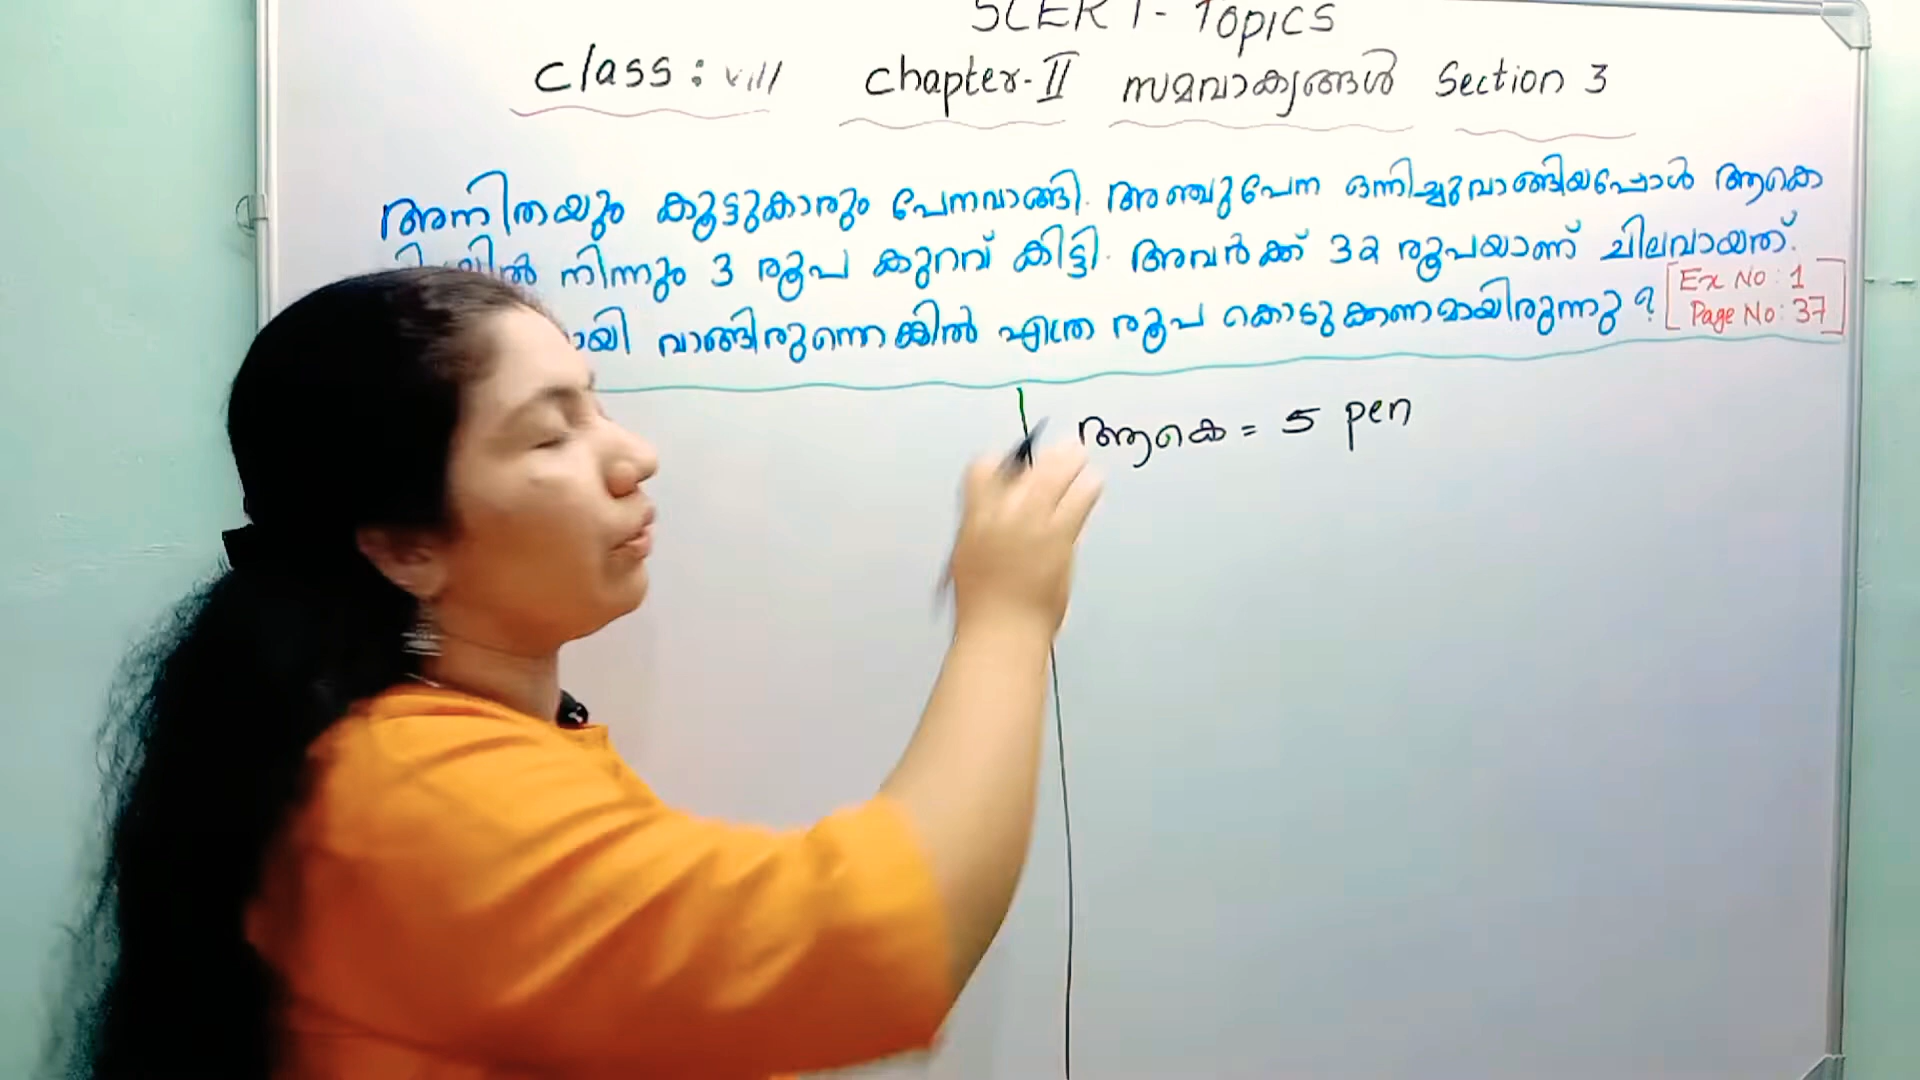 SCERT - Topics
Class : VIII Chapter-II സമവാക്യങ്ങൾ Section 3
അനിതയും കൂട്ടുകാരും പേനവാങ്ങി. അഞ്ചുപേന ഒന്നിച്ചുവാങ്ങിയപ്പോൾ ആകെ
നിന്നും 3 രൂപ കുറവ് കിട്ടി. അവർക്ക് 32 രൂപയാണ് ചിലവായത്.
വാങ്ങിരുന്നെങ്കിൽ എത്ര രൂപ കൊടുക്കണമായിരുന്നു ?
[Ex No : 1
Page No : 37]
ആകെ = 5 pen